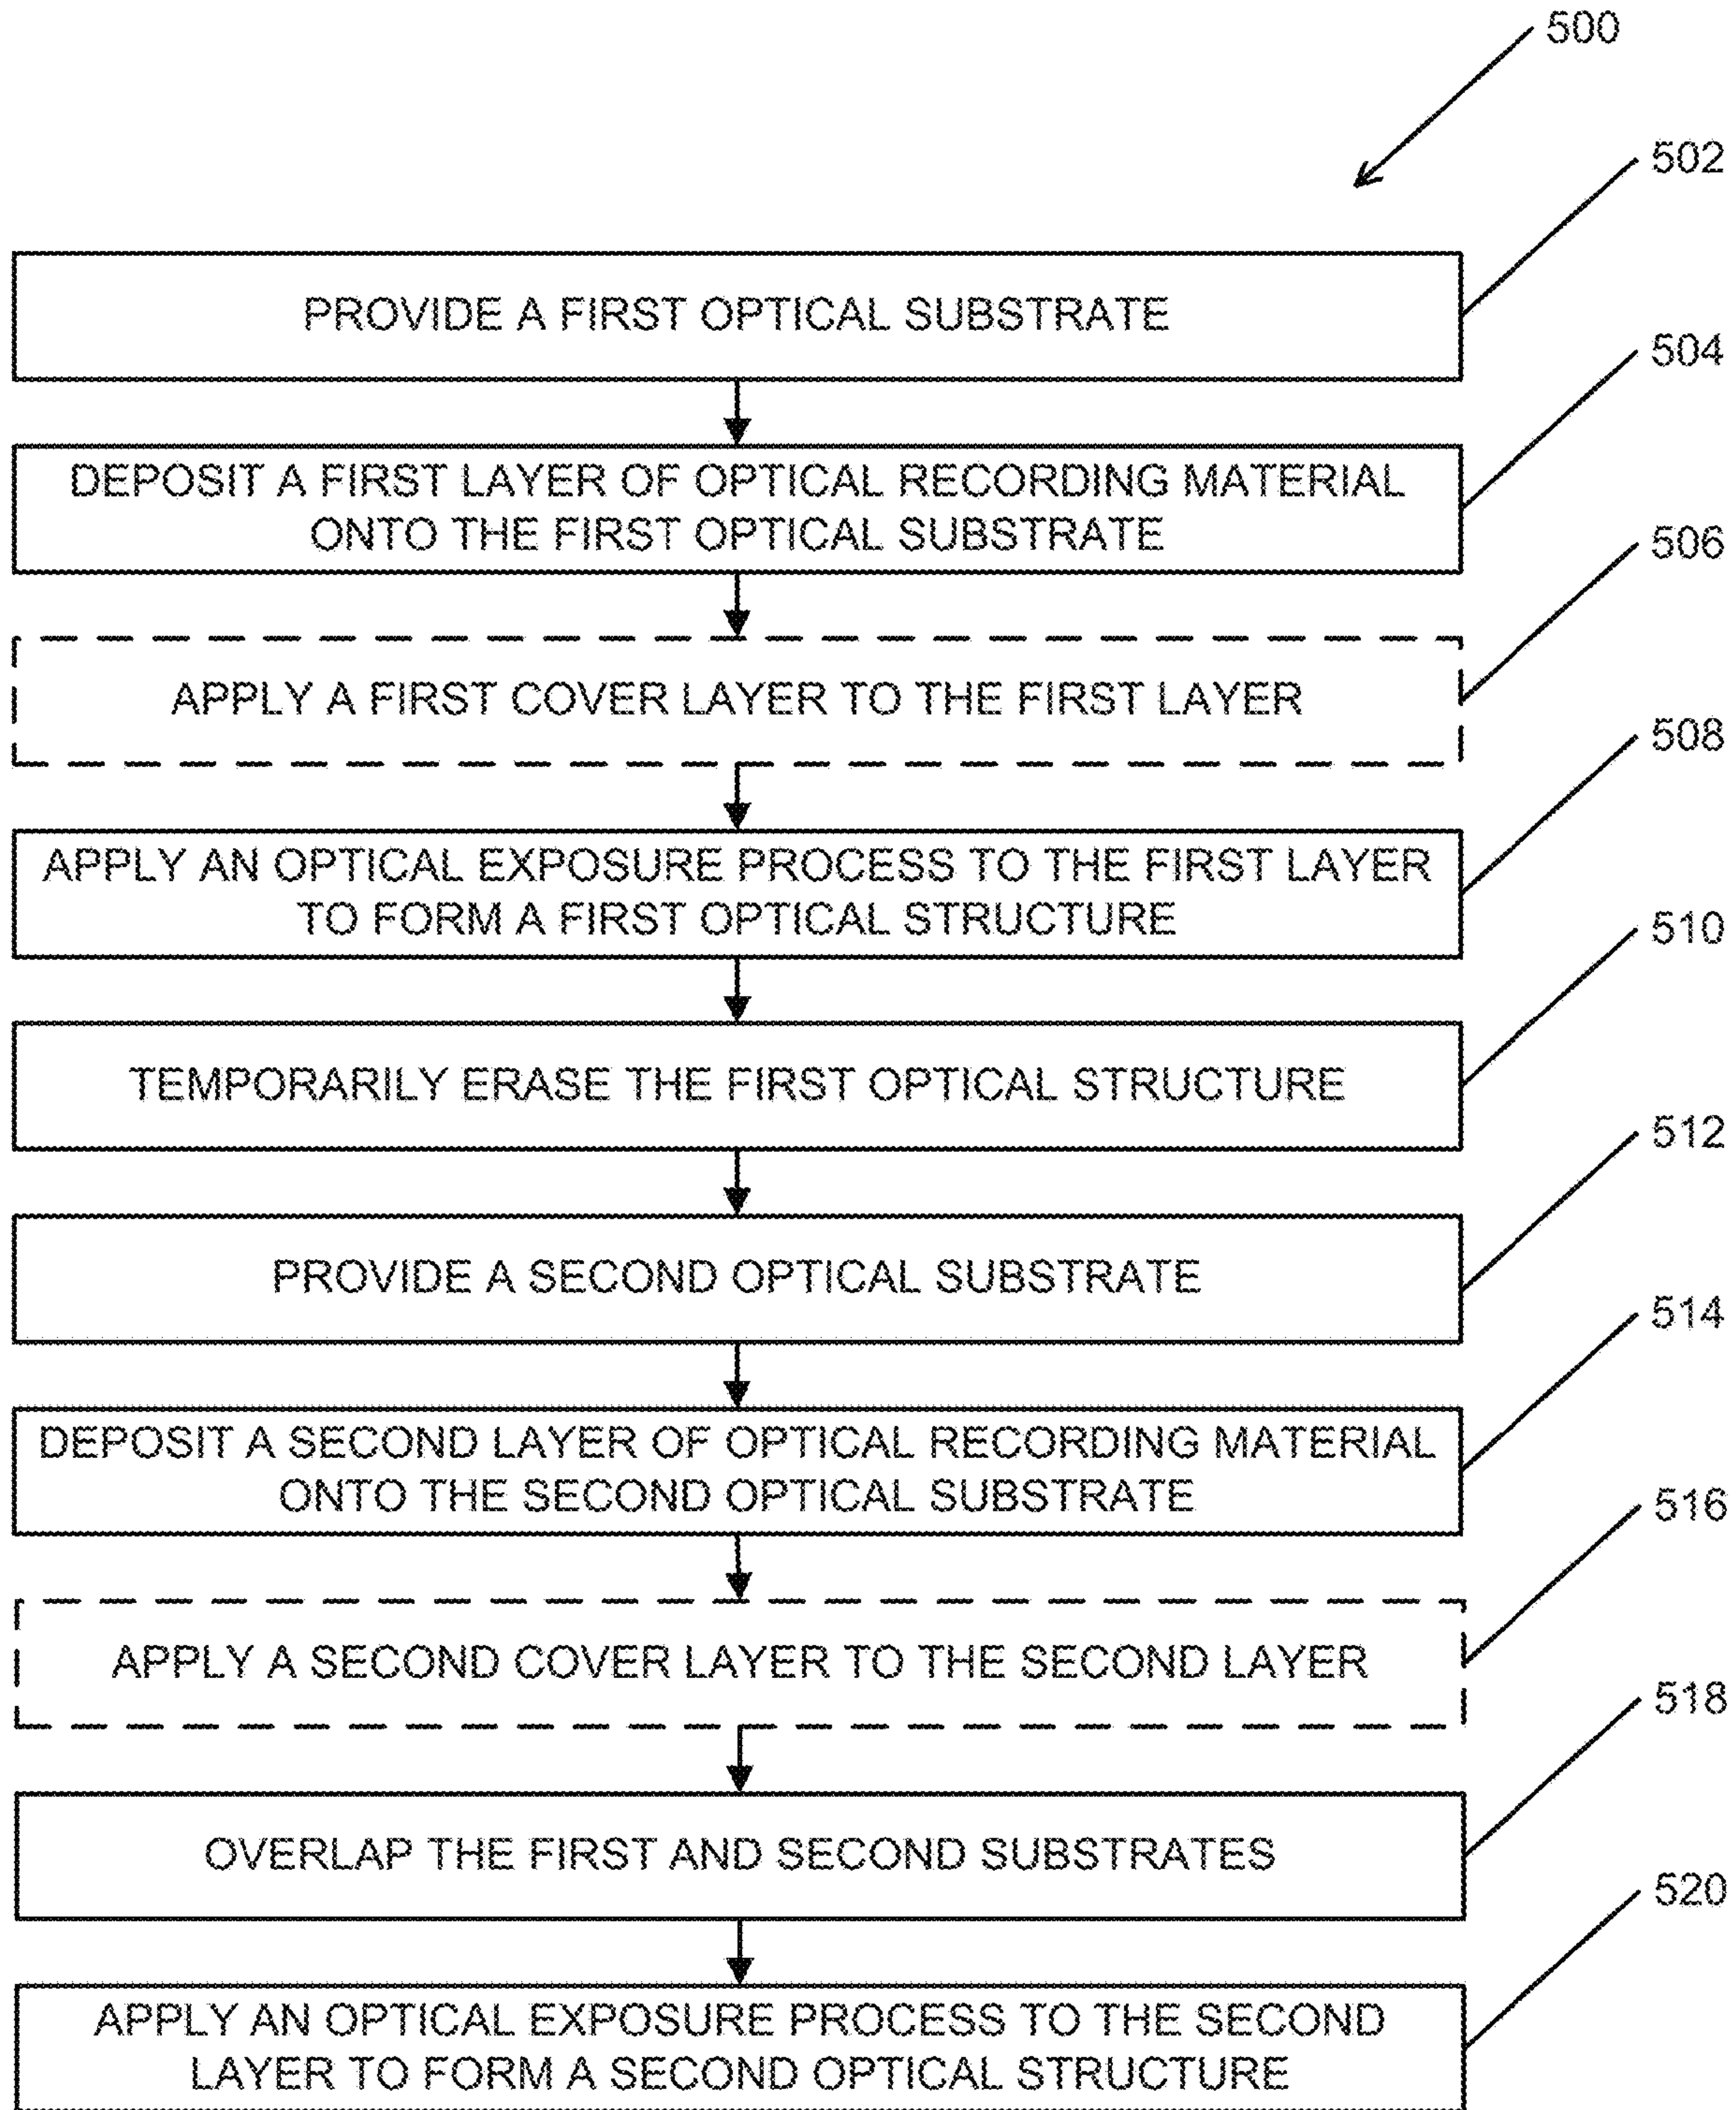 500
502
PROVIDE A FIRST OPTICAL SUBSTRATE
504
DEPOSIT A FIRST LAYER OF OPTICAL RECORDING MATERIAL
ONTO THE FIRST OPTICAL SUBSTRATE
506
APPLY A FIRST COVER LAYER TO THE FIRST LAYER
508
APPLY AN OPTICAL EXPOSURE PROCESS TO THE FIRST LAYER
TO FORM A FIRST OPTICAL STRUCTURE
510
TEMPORARILY ERASE THE FIRST OPTICAL STRUCTURE
512
PROVIDE A SECOND OPTICAL SUBSTRATE
514
DEPOSIT A SECOND LAYER OF OPTICAL RECORDING MATERIAL
ONTO THE SECOND OPTICAL SUBSTRATE
516
APPLY A SECOND COVER LAYER TO THE SECOND LAYER
518
OVERLAP THE FIRST AND SECOND SUBSTRATES
520
APPLY AN OPTICAL EXPOSURE PROCESS TO THE SECOND
LAYER TO FORM A SECOND OPTICAL STRUCTURE